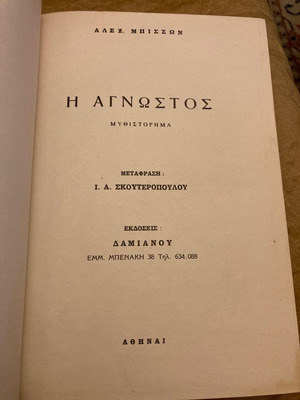 ΑΛΕΞ. ΜΠΙΣΣΩΝ
Η ΑΓΝΩΣΤΟΣ
ΜΥΘΙΣΤΟΡΗΜΑ
ΜΕΤΑΦΡΑΣΗ :
Ι. Α. ΣΚΟΥΤΕΡΟΠΟΥΛΟΥ
ΕΚΔΟΣΕΙΣ :
ΔΑΜΙΑΝΟΥ
ΕΜΜ. ΜΠΕΝΑΚΗ 38 Τηλ. 634.088
ΑΘΗΝΑΙ